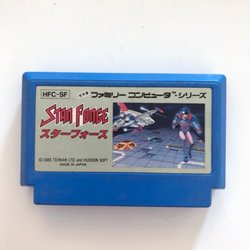 HFC-SF
ファミリー コンピュータ™シリーズ
STAR FORCE
スターフォース
© 1985 TEHKAN LTD. and HUDSON SOFT
MADE IN JAPAN